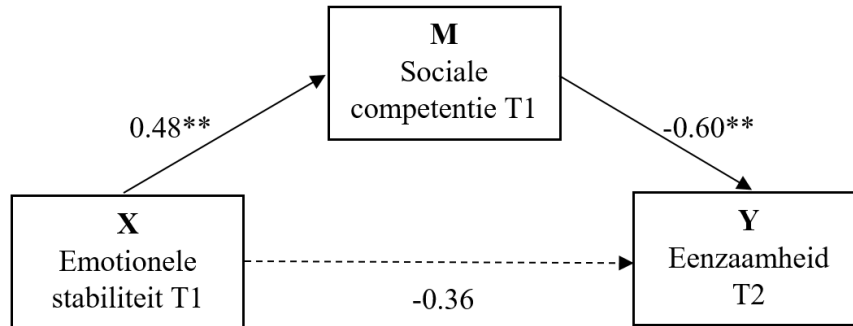 M
Sociale
competentie T1
0.48**
-0.60**
X
Emotionele
stabiliteit T1
-0.36
Y
Eenzaamheid
T2